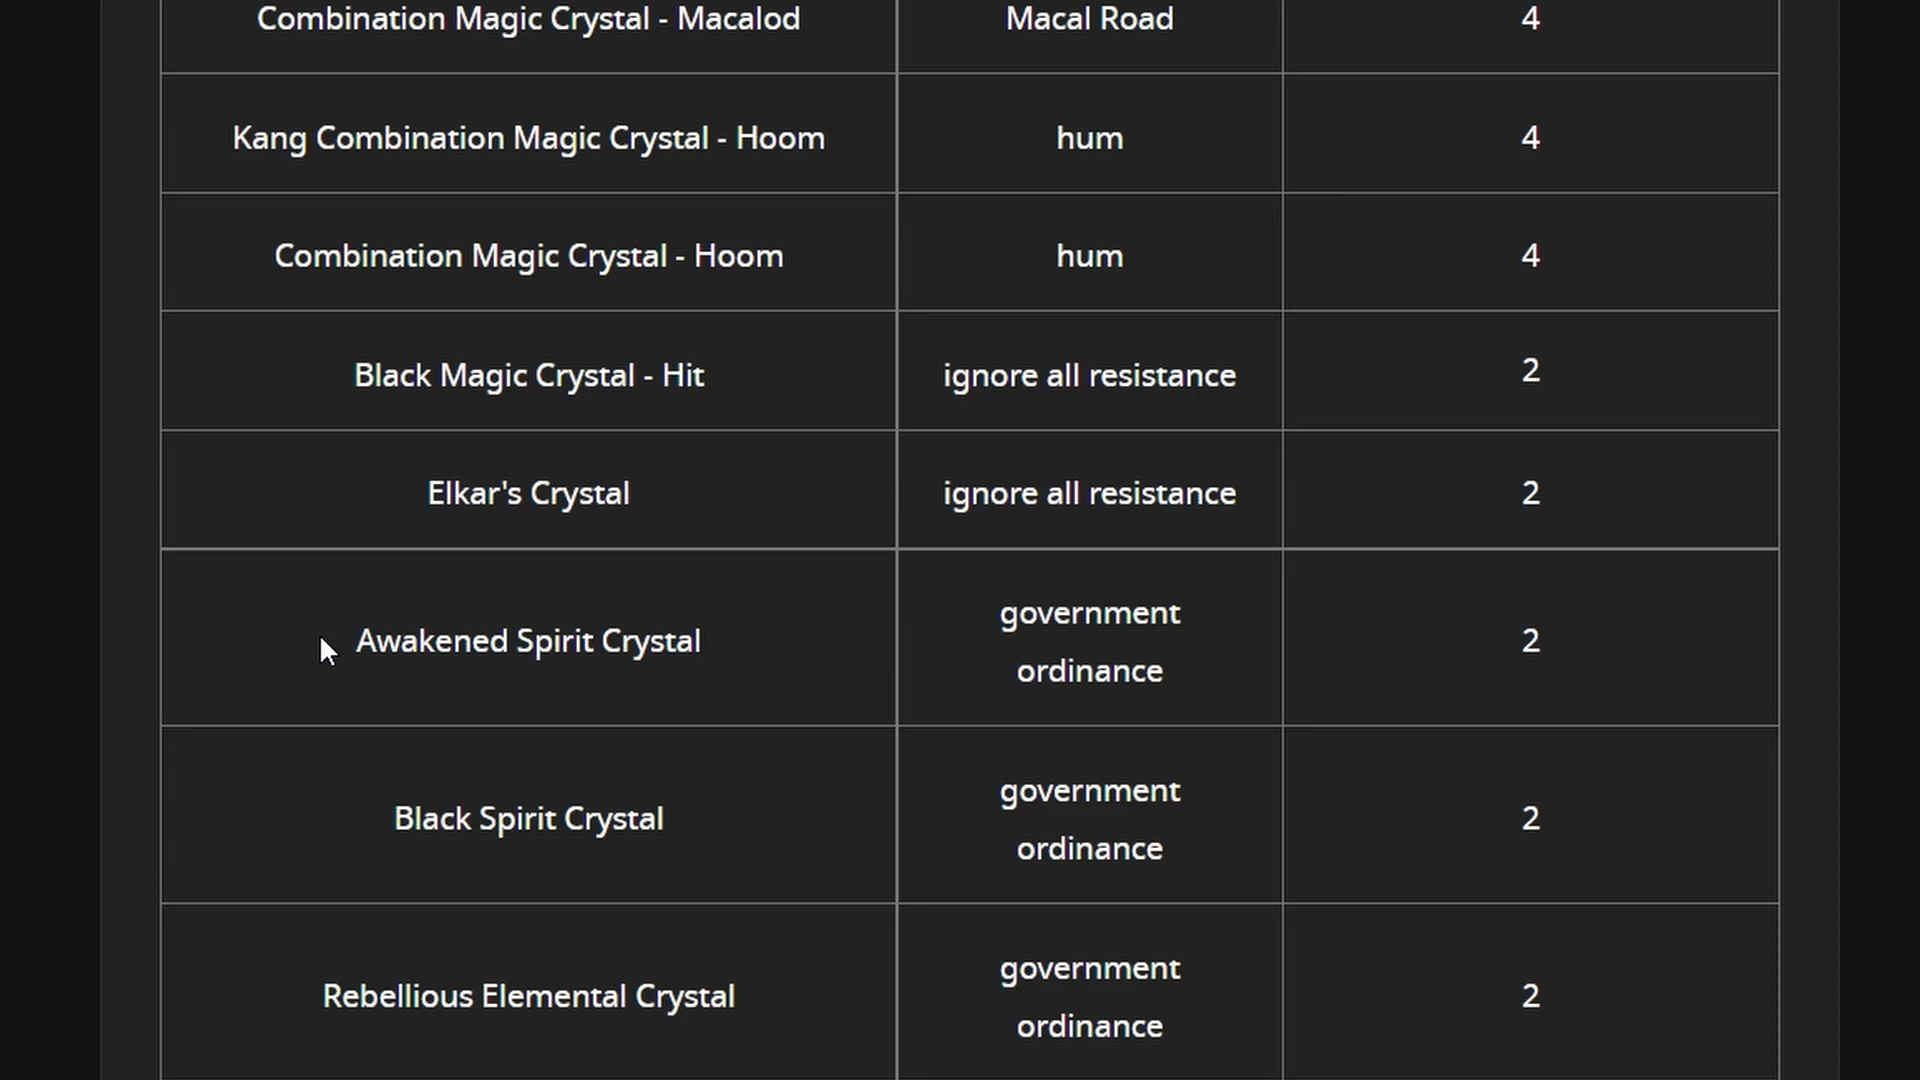 Combination Magic Crystal - Macalod Macal Road 4
Kang Combination Magic Crystal - Hoom hum 4
Combination Magic Crystal - Hoom hum 4
Black Magic Crystal - Hit ignore all resistance 2
Elkar's Crystal ignore all resistance 2
Awakened Spirit Crystal government ordinance 2
Black Spirit Crystal government ordinance 2
Rebellious Elemental Crystal government ordinance 2